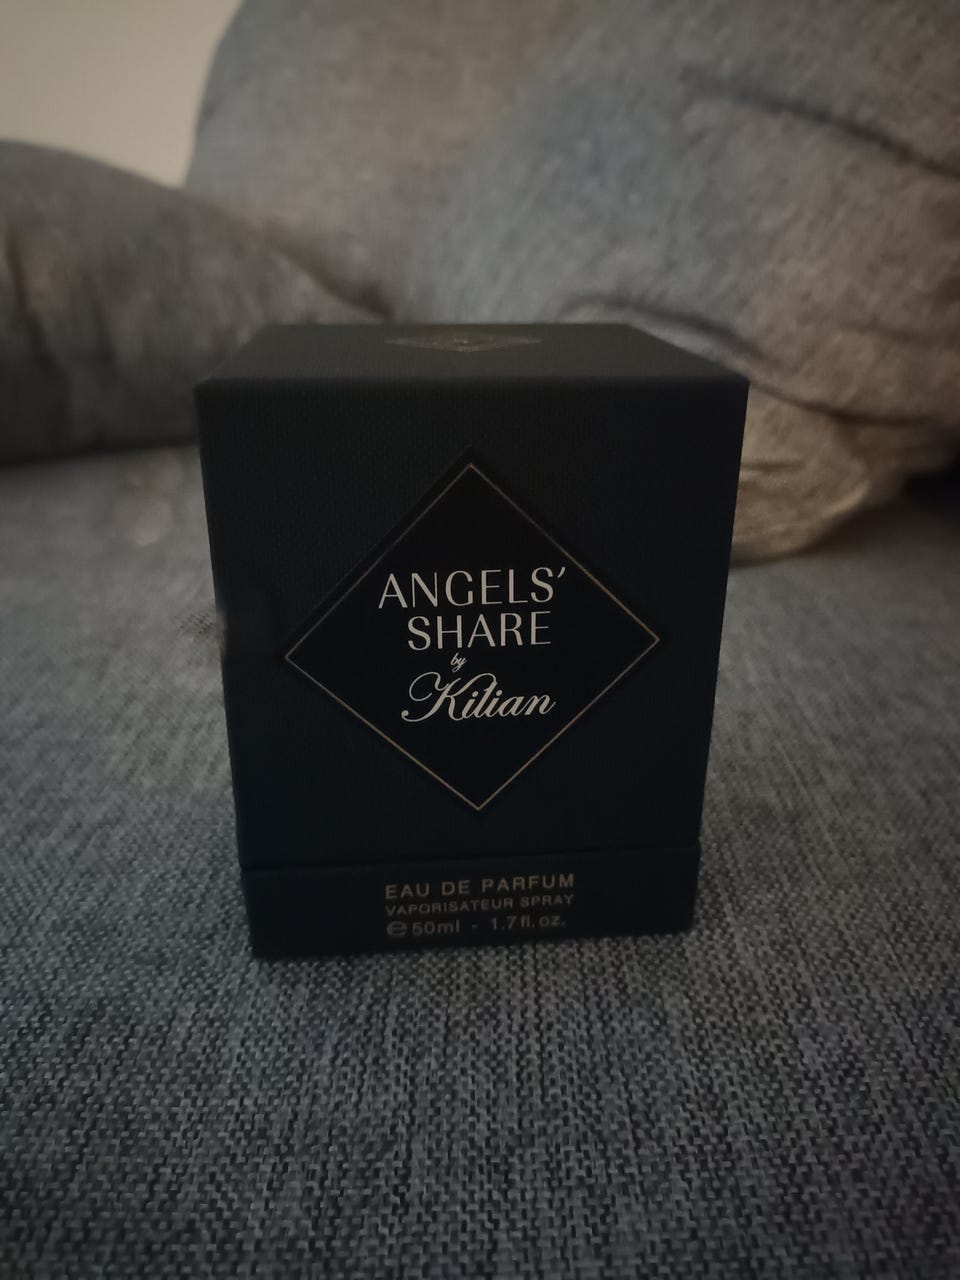 ANGELS'
SHARE
by
Kilian
EAU DE PARFUM
VAPORISATEUR SPRAY
℮50ml - 1.7fl.oz.